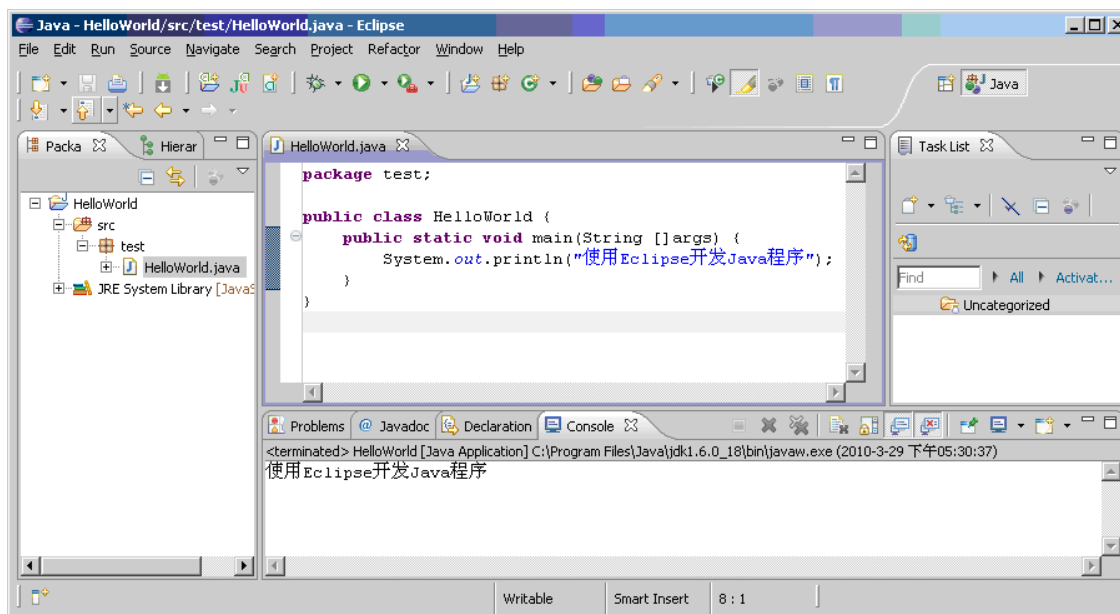 Java - HelloWorld/src/test/HelloWorld.java - Eclipse
File Edit Run Source Navigate Search Project Refactor Window Help
Java
Packa
Hierar
HelloWorld
src
test
HelloWorld.java
JRE System Library [JavaS
HelloWorld.java
package test;
public class HelloWorld {
public static void main(String []args) {
System.out.println("使用Eclipse开发Java程序");
}
}
Task List
Find
All
Activat...
Uncategorized
Problems @ Javadoc Declaration Console
<terminated> HelloWorld [Java Application] C:\Program Files\Java\jdk1.6.0_18\bin\javaw.exe (2010-3-29 下午05:30:37)
使用Eclipse开发Java程序
Writable Smart Insert 8 : 1